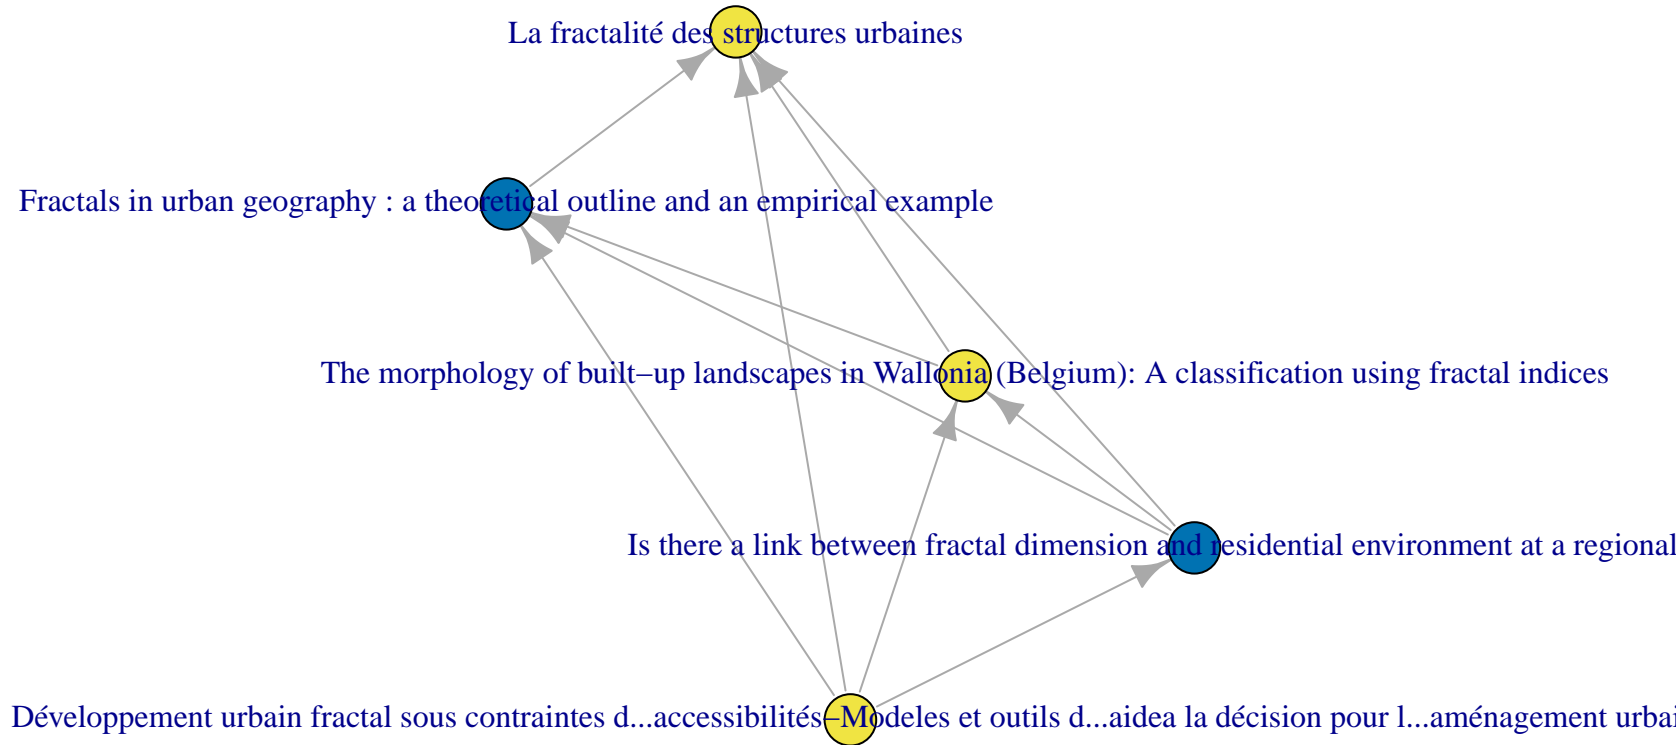 La fractalité des structures urbaines
Fractals in urban geography : a theoretical outline and an empirical example
The morphology of built−up landscapes in Wallonia (Belgium): A classification using fractal indices
Is there a link between fractal dimension and residential environment at a regional
Développement urbain fractal sous contraintes d...accessibilités−Modeles et outils d...aidea la décision pour l...aménagement urbai